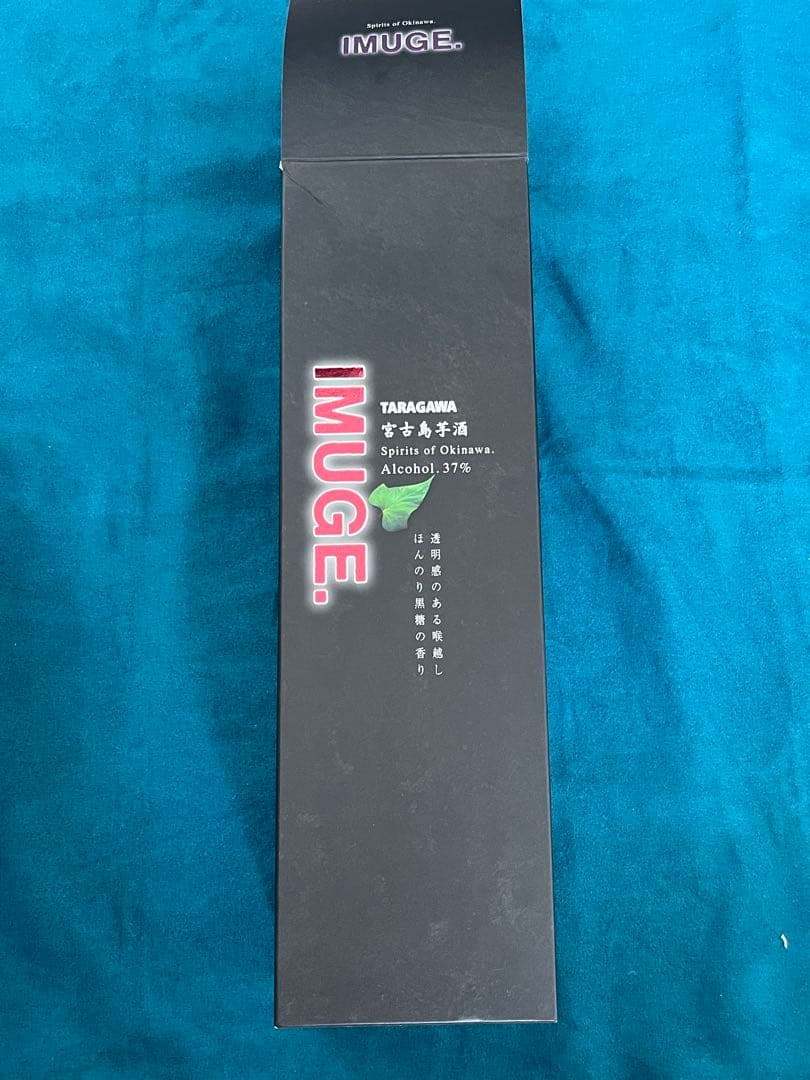 Spirits of Okinawa.
IMUGE.
IMUGE.
TARAGAWA
宮古島芋酒
Spirits of Okinawa.
Alcohol.37%
透明感のある喉越し
ほんのり黒糖の香り